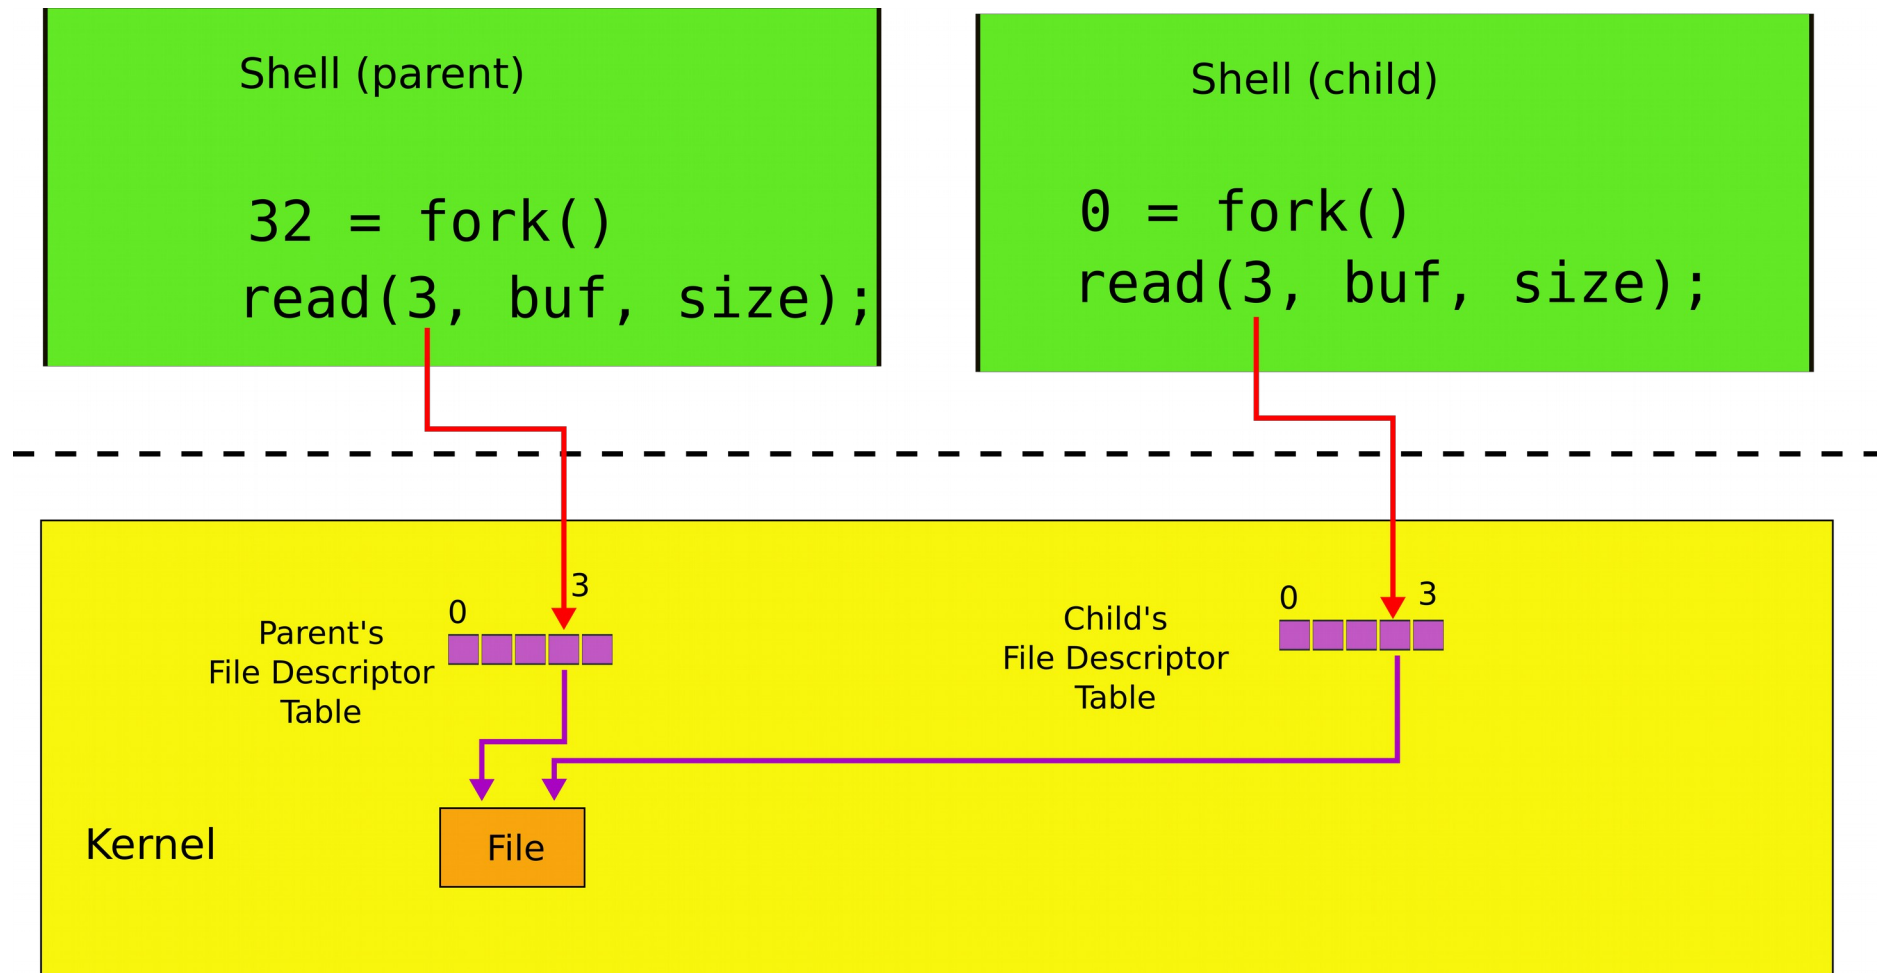 Shell (parent)
32 = fork()
read(3, buf, size);
Shell (child)
0 = fork()
read(3, buf, size);
0
3
Parent's
File Descriptor
Table
0
3
Child's
File Descriptor
Table
Kernel
File